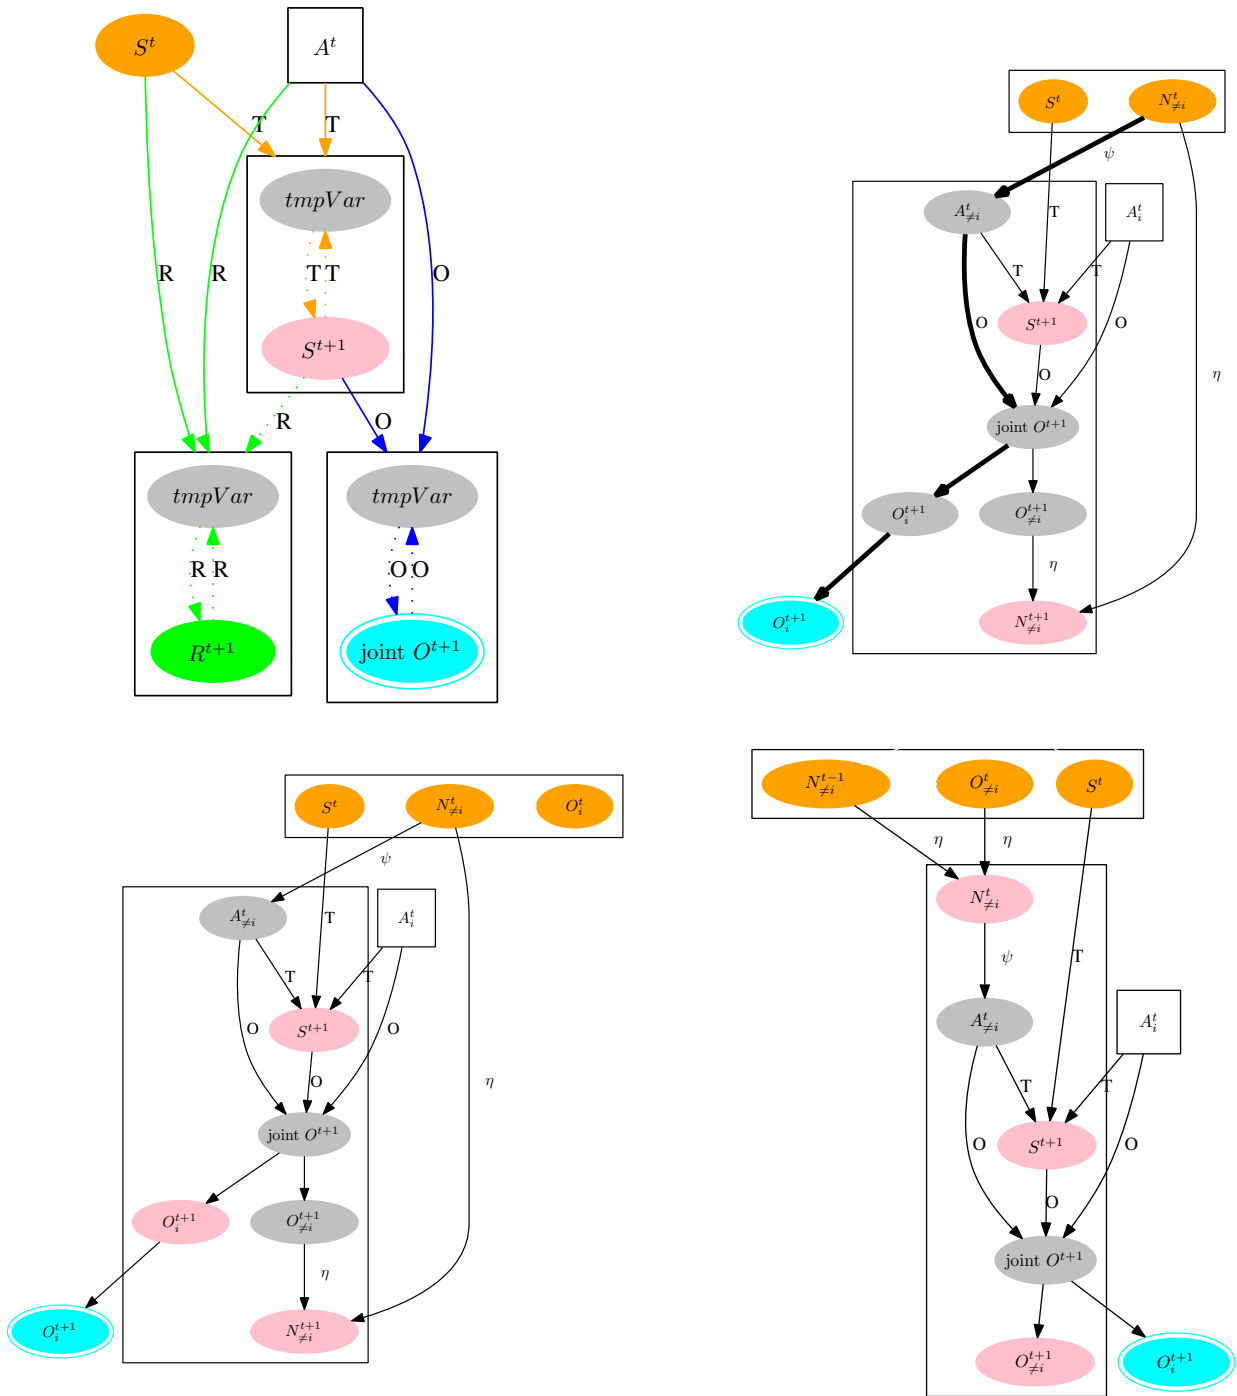 S^t A^t
T T
tmpVar
R R T T O
S^{t+1}
R O
tmpVar tmpVar
R R O O
R^{t+1} joint O^{t+1}
S^t N^t_{≠i}
ψ
A^t_{≠i} T A^t_i
T T
O S^{t+1} O
O η
joint O^{t+1}
O^{t+1}_i O^{t+1}_{≠i}
η
O^{t+1}_i N^{t+1}_{≠i}
S^t N^t_{≠i} O^t_i
ψ
A^t_{≠i} T A^t_i
T T
O S^{t+1} O
O η
joint O^{t+1}
O^{t+1}_i O^{t+1}_{≠i}
η
O^{t+1}_i N^{t+1}_{≠i}
N^{t-1}_{≠i} O^t_{≠i} S^t
η η
N^t_{≠i}
ψ T
A^t_{≠i} A^t_i
T T
O S^{t+1} O
O
joint O^{t+1}
O^{t+1}_{≠i} O^{t+1}_i